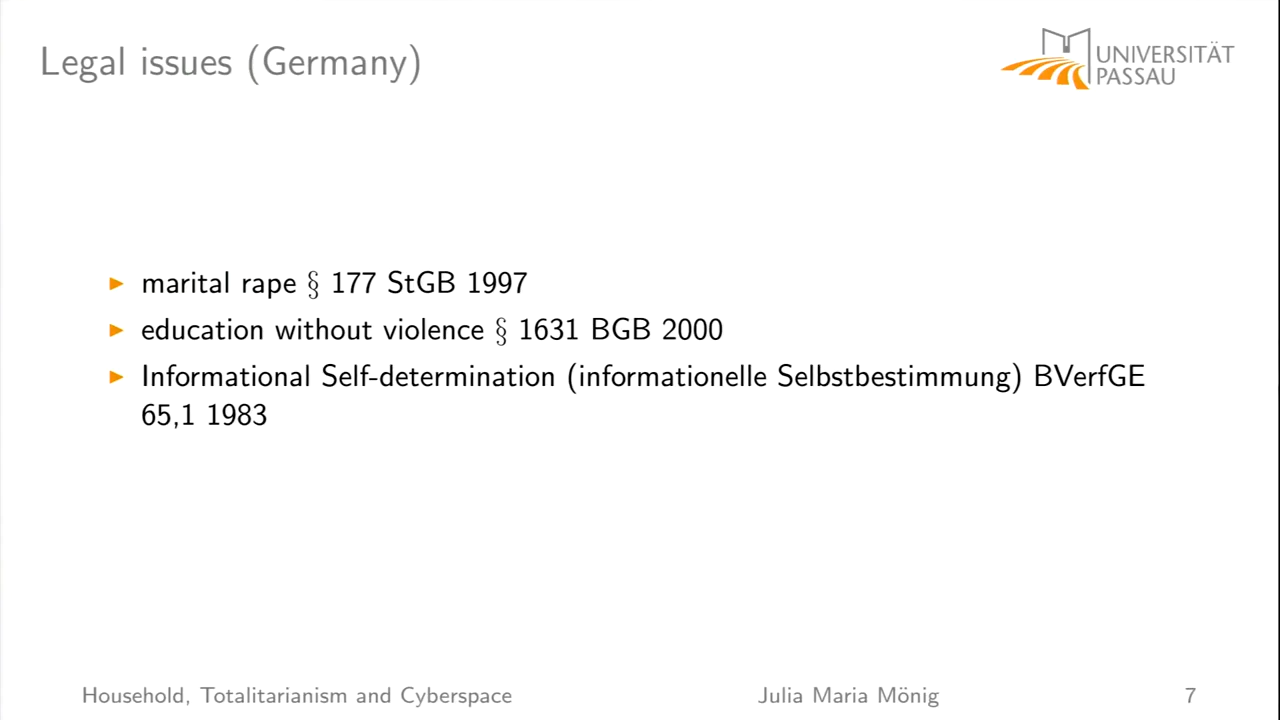 Legal issues (Germany)
UNIVERSITÄT
PASSAU
marital rape § 177 StGB 1997
education without violence § 1631 BGB 2000
Informational Self-determination (informationelle Selbstbestimmung) BVerfGE
65,1 1983
Household, Totalitarianism and Cyberspace
Julia Maria Mönig
7